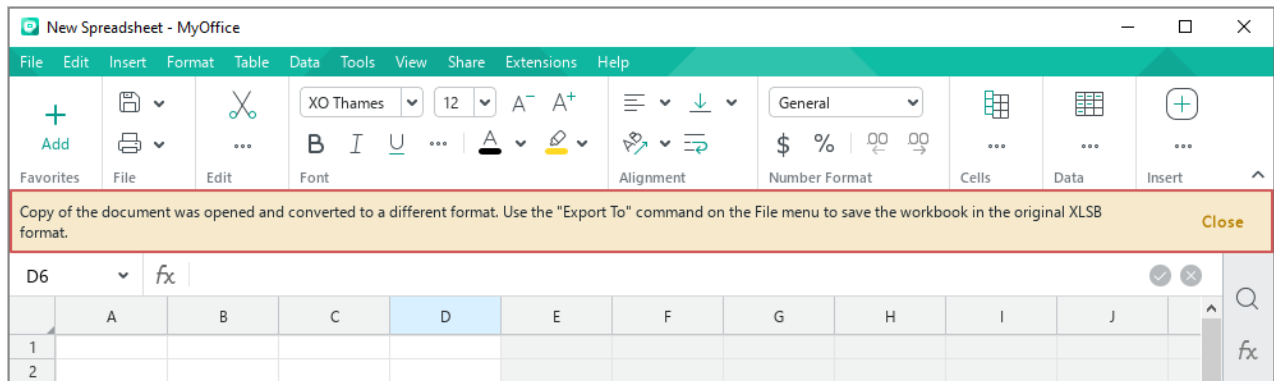 New Spreadsheet - MyOffice
File Edit Insert Format Table Data Tools View Share Extensions Help
XO Thames 12 A- A+ General
Add B I U A $ % .00 .00
Favorites File Edit Font Alignment Number Format Cells Data Insert
Copy of the document was opened and converted to a different format. Use the "Export To" command on the File menu to save the workbook in the original XLSB
format.
Close
D6 fx
A B C D E F G H I J
1 fx
2